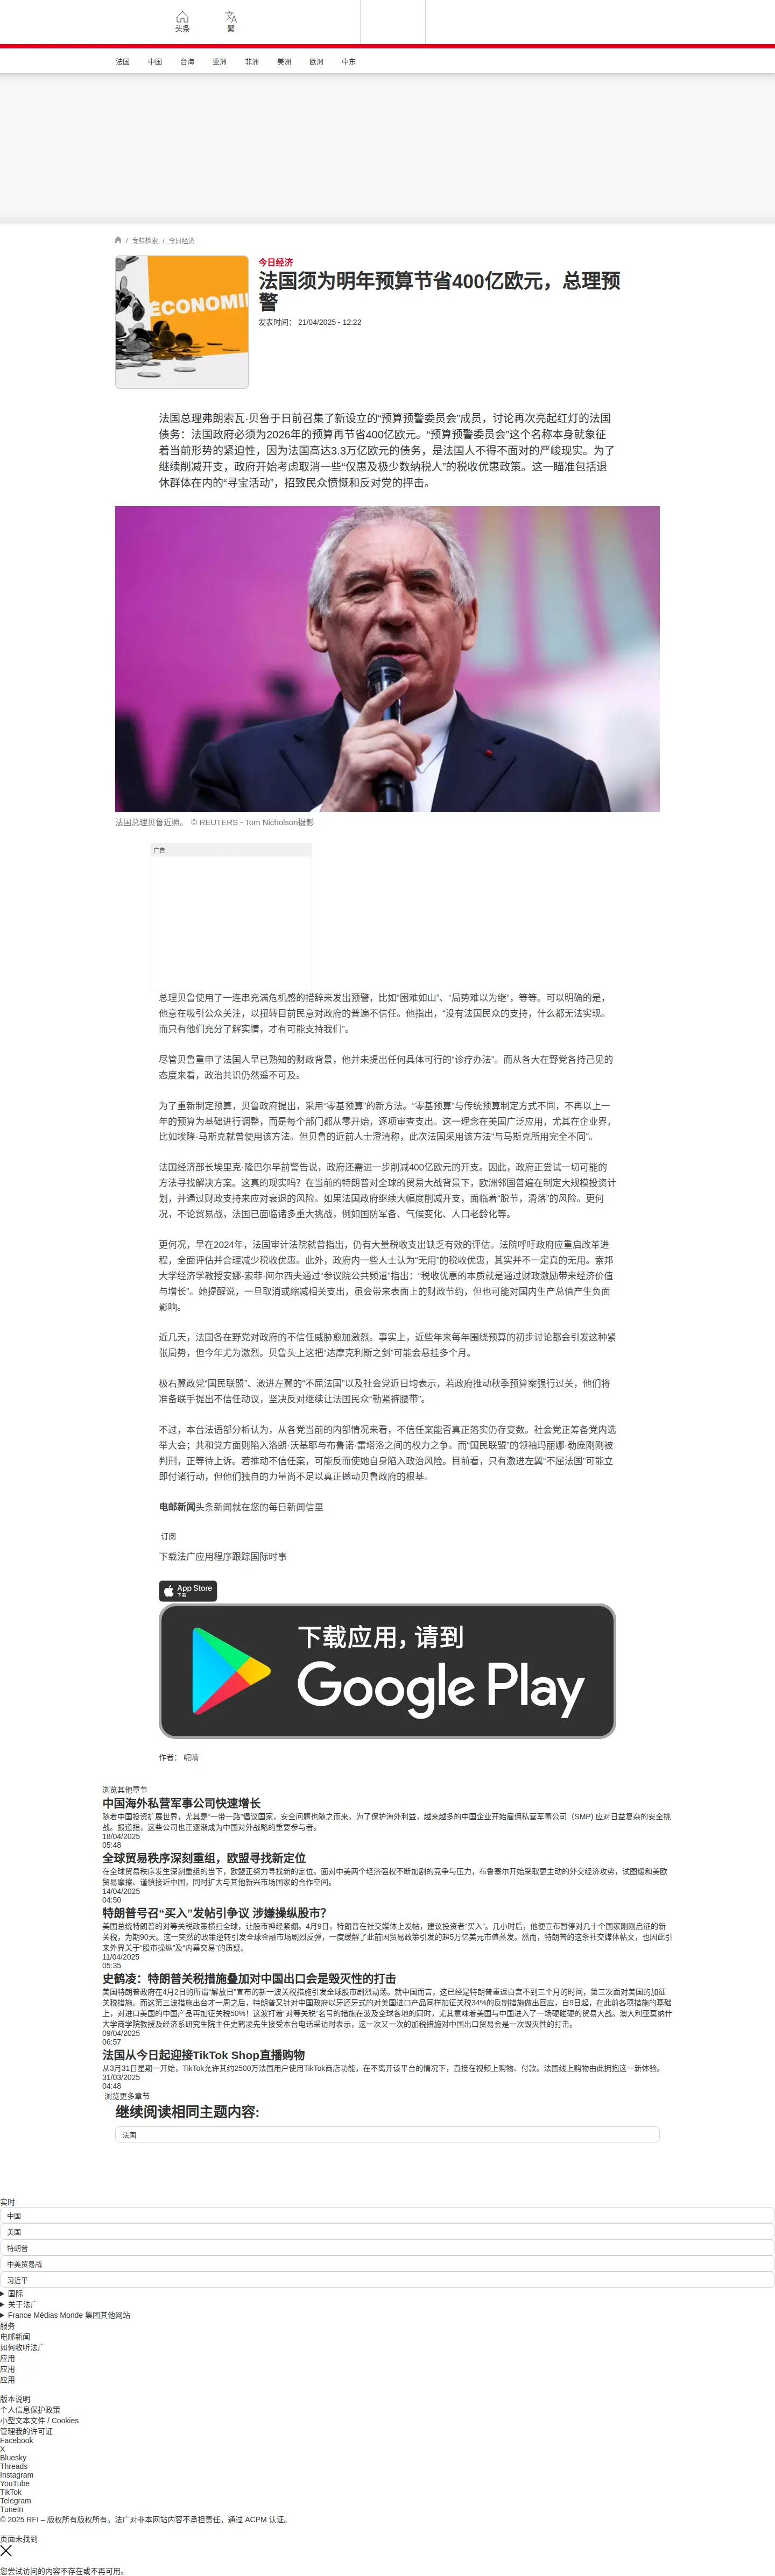 头条
繁
法国
中国
台海
亚洲
非洲
美洲
欧洲
中东
/ 专栏检索 / 今日经济
ECONOMIE
今日经济
法国须为明年预算节省400亿欧元，总理预
警
发表时间： 21/04/2025 - 12:22
法国总理弗朗索瓦·贝鲁于日前召集了新设立的“预算预警委员会”成员，讨论再次亮起红灯的法国
债务：法国政府必须为2026年的预算再节省400亿欧元。“预算预警委员会”这个名称本身就象征
着当前形势的紧迫性，因为法国高达3.3万亿欧元的债务，是法国人不得不面对的严峻现实。为了
继续削减开支，政府开始考虑取消一些“仅惠及极少数纳税人”的税收优惠政策。这一瞄准包括退
休群体在内的“寻宝活动”，招致民众愤慨和反对党的抨击。
法国总理贝鲁近照。 © REUTERS - Tom Nicholson摄影
广告
总理贝鲁使用了一连串充满危机感的措辞来发出预警，比如“困难如山”、“局势难以为继”，等等。可以明确的是，
他意在吸引公众关注，以扭转目前民意对政府的普遍不信任。他指出，“没有法国民众的支持，什么都无法实现。
而只有他们充分了解实情，才有可能支持我们”。
尽管贝鲁重申了法国人早已熟知的财政背景，他并未提出任何具体可行的“诊疗办法”。而从各大在野党各持己见的
态度来看，政治共识仍然遥不可及。
为了重新制定预算，贝鲁政府提出，采用“零基预算”的新方法。“零基预算”与传统预算制定方式不同，不再以上一
年的预算为基础进行调整，而是每个部门都从零开始，逐项审查支出。这一理念在美国广泛应用，尤其在企业界，
比如埃隆·马斯克就曾使用该方法。但贝鲁的近前人士澄清称，此次法国采用该方法“与马斯克所用完全不同”。
法国经济部长埃里克·隆巴尔早前警告说，政府还需进一步削减400亿欧元的开支。因此，政府正尝试一切可能的
方法寻找解决方案。这真的现实吗？在当前的特朗普对全球的贸易大战背景下，欧洲邻国普遍在制定大规模投资计
划，并通过财政支持来应对衰退的风险。如果法国政府继续大幅度削减开支，面临着“脱节，滑落”的风险。更何
况，不论贸易战，法国已面临诸多重大挑战，例如国防军备、气候变化、人口老龄化等。
更何况，早在2024年，法国审计法院就曾指出，仍有大量税收支出缺乏有效的评估。法院呼吁政府应重启改革进
程，全面评估并合理减少税收优惠。此外，政府内一些人士认为“无用”的税收优惠，其实并不一定真的无用。索邦
大学经济学教授安娜-索菲·阿尔西夫通过“参议院公共频道”指出：“税收优惠的本质就是通过财政激励带来经济价值
与增长”。她提醒说，一旦取消或缩减相关支出，虽会带来表面上的财政节约，但也可能对国内生产总值产生负面
影响。
近几天，法国各在野党对政府的不信任威胁愈加激烈。事实上，近些年来每年围绕预算的初步讨论都会引发这种紧
张局势，但今年尤为激烈。贝鲁头上这把“达摩克利斯之剑”可能会悬挂多个月。
极右翼政党“国民联盟”、激进左翼的“不屈法国”以及社会党近日均表示，若政府推动秋季预算案强行过关，他们将
准备联手提出不信任动议，坚决反对继续让法国民众“勒紧裤腰带”。
不过，本台法语部分析认为，从各党当前的内部情况来看，不信任案能否真正落实仍存变数。社会党正筹备党内选
举大会；共和党方面则陷入洛朗·沃基耶与布鲁诺·雷塔洛之间的权力之争。而“国民联盟”的领袖玛丽娜·勒庞刚刚被
判刑，正等待上诉。若推动不信任案，可能反而使她自身陷入政治风险。目前看，只有激进左翼“不屈法国”可能立
即付诸行动，但他们独自的力量尚不足以真正撼动贝鲁政府的根基。
电邮新闻头条新闻就在您的每日新闻信里
订阅
下载法广应用程序跟踪国际时事
App Store
下载
下载应用，请到
Google Play
作者： 呢喃
浏览其他章节
中国海外私营军事公司快速增长
随着中国投资扩展世界，尤其是“一带一路”倡议国家，安全问题也随之而来。为了保护海外利益，越来越多的中国企业开始雇佣私营军事公司（SMP) 应对日益复杂的安全挑
战。报道指，这些公司也正逐渐成为中国对外战略的重要参与者。
18/04/2025
05:48
全球贸易秩序深刻重组，欧盟寻找新定位
在全球贸易秩序发生深刻重组的当下，欧盟正努力寻找新的定位。面对中美两个经济强权不断加剧的竞争与压力，布鲁塞尔开始采取更主动的外交经济攻势，试图缓和美欧
贸易摩擦、谨慎接近中国，同时扩大与其他新兴市场国家的合作空间。
14/04/2025
04:50
特朗普号召“买入”发帖引争议 涉嫌操纵股市?
美国总统特朗普的对等关税政策横扫全球，让股市神经紧绷。4月9日，特朗普在社交媒体上发帖，建议投资者“买入”。几小时后，他便宣布暂停对几十个国家刚刚启征的新
关税，为期90天。这一突然的政策逆转引发全球金融市场剧烈反弹，一度缓解了此前因贸易政策引发的超5万亿美元市值蒸发。然而，特朗普的这条社交媒体帖文，也因此引
来外界关于“股市操纵”及“内幕交易”的质疑。
11/04/2025
05:35
史鹤凌：特朗普关税措施叠加对中国出口会是毁灭性的打击
美国特朗普政府在4月2日的所谓“解放日”宣布的新一波关税措施引发全球股市剧烈动荡。就中国而言，这已经是特朗普重返白宫不到三个月的时间，第三次面对美国的加征
关税措施。而这第三波措施出台才一周之后，特朗普又针对中国政府以牙还牙式的对美国进口产品同样加征关税34%的反制措施做出回应，自9日起，在此前各项措施的基础
上，对进口美国的中国产品再加征关税50%！这波打着“对等关税”名号的措施在波及全球各地的同时，尤其意味着美国与中国进入了一场硬碰硬的贸易大战。澳大利亚莫纳什
大学商学院教授及经济系研究生院主任史鹤凌先生接受本台电话采访时表示，这一次又一次的加税措施对中国出口贸易会是一次毁灭性的打击。
09/04/2025
06:57
法国从今日起迎接TikTok Shop直播购物
从3月31日星期一开始，TikTok允许其约2500万法国用户使用TikTok商店功能，在不离开该平台的情况下，直接在视频上购物、付款。法国线上购物由此拥抱这一新体验。
31/03/2025
04:48
浏览更多章节
继续阅读相同主题内容:
法国
实时
中国
美国
特朗普
中美贸易战
习近平
国际
关于法广
France Médias Monde 集团其他网站
服务
电邮新闻
如何收听法广
应用
应用
应用
版本说明
个人信息保护政策
小型文本文件 / Cookies
管理我的许可证
Facebook
X
Bluesky
Threads
Instagram
YouTube
TikTok
Telegram
TuneIn
© 2025 RFI – 版权所有版权所有。法广对非本网站内容不承担责任。通过 ACPM 认证。
页面未找到
您尝试访问的内容不存在或不再可用。